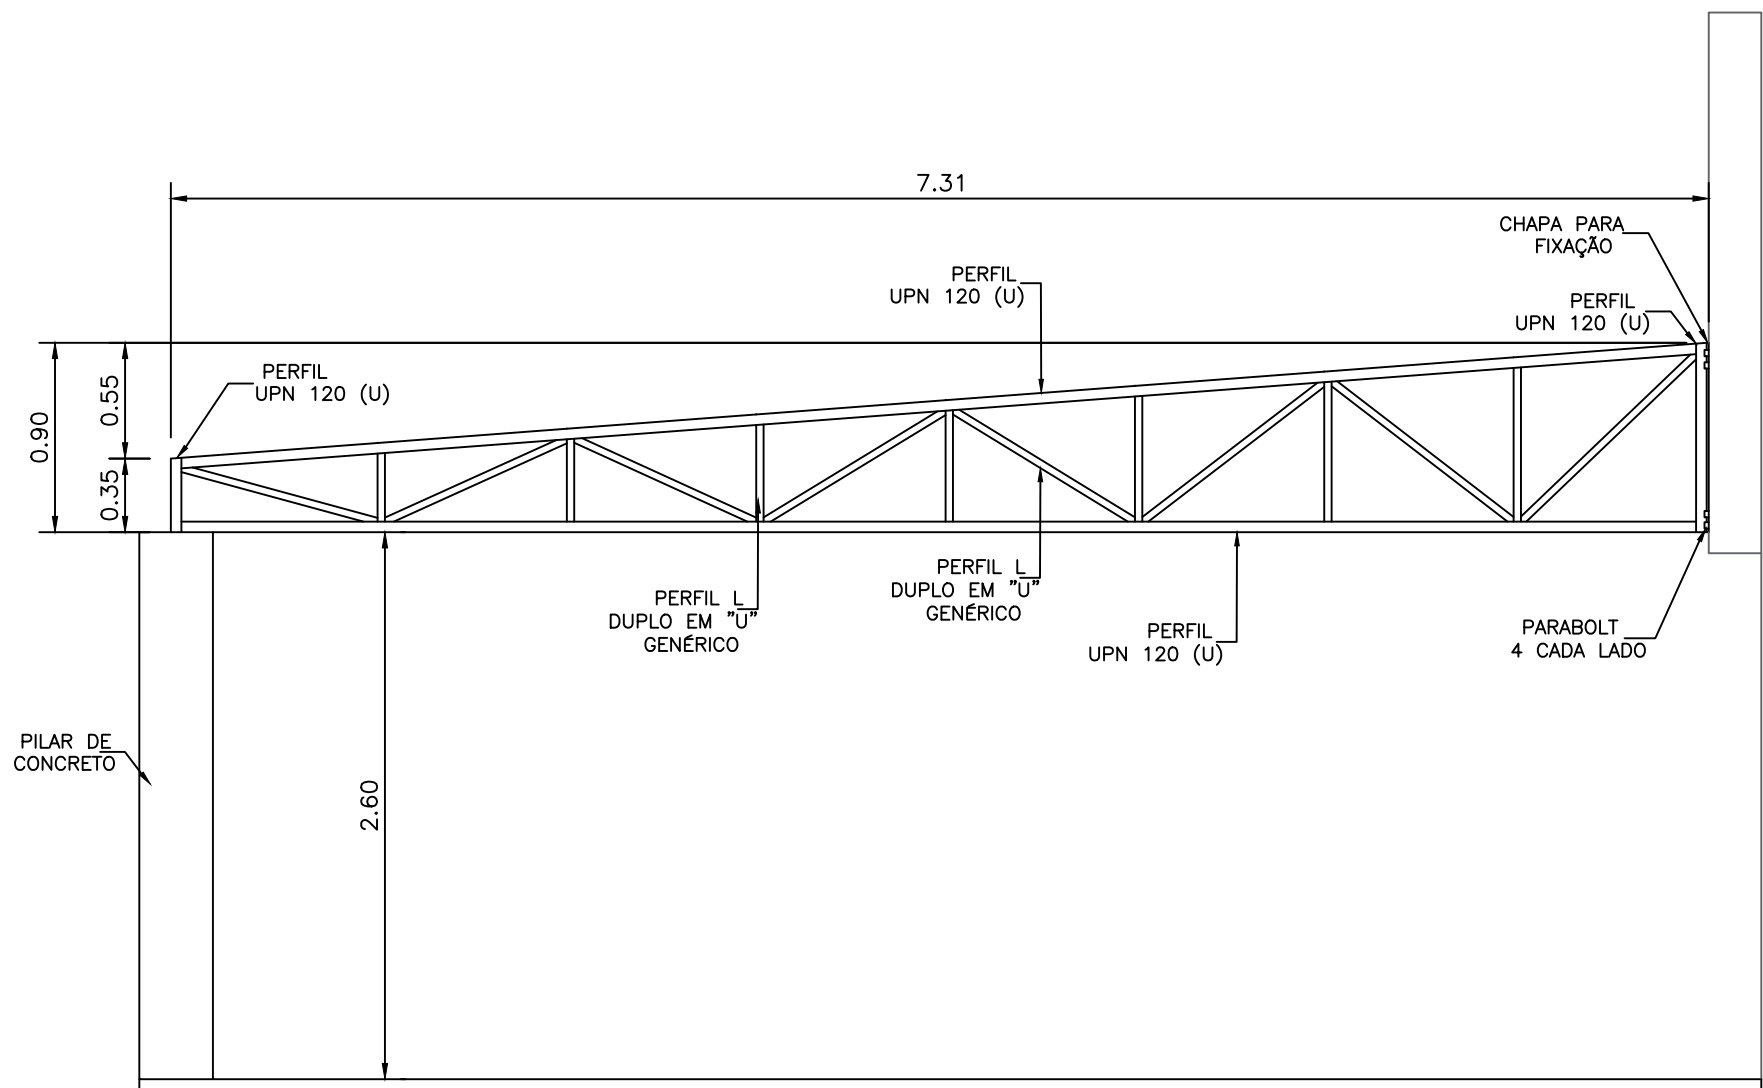 7.31
CHAPA PARA
FIXAÇÃO
PERFIL
UPN 120 (U)
PERFIL
UPN 120 (U)
PERFIL
UPN 120 (U)
0.90
0.55
0.35
PERFIL L
DUPLO EM "U"
GENÉRICO
PERFIL L
DUPLO EM "U"
GENÉRICO
PERFIL
UPN 120 (U)
PARABOLT
4 CADA LADO
PILAR DE
CONCRETO
2.60